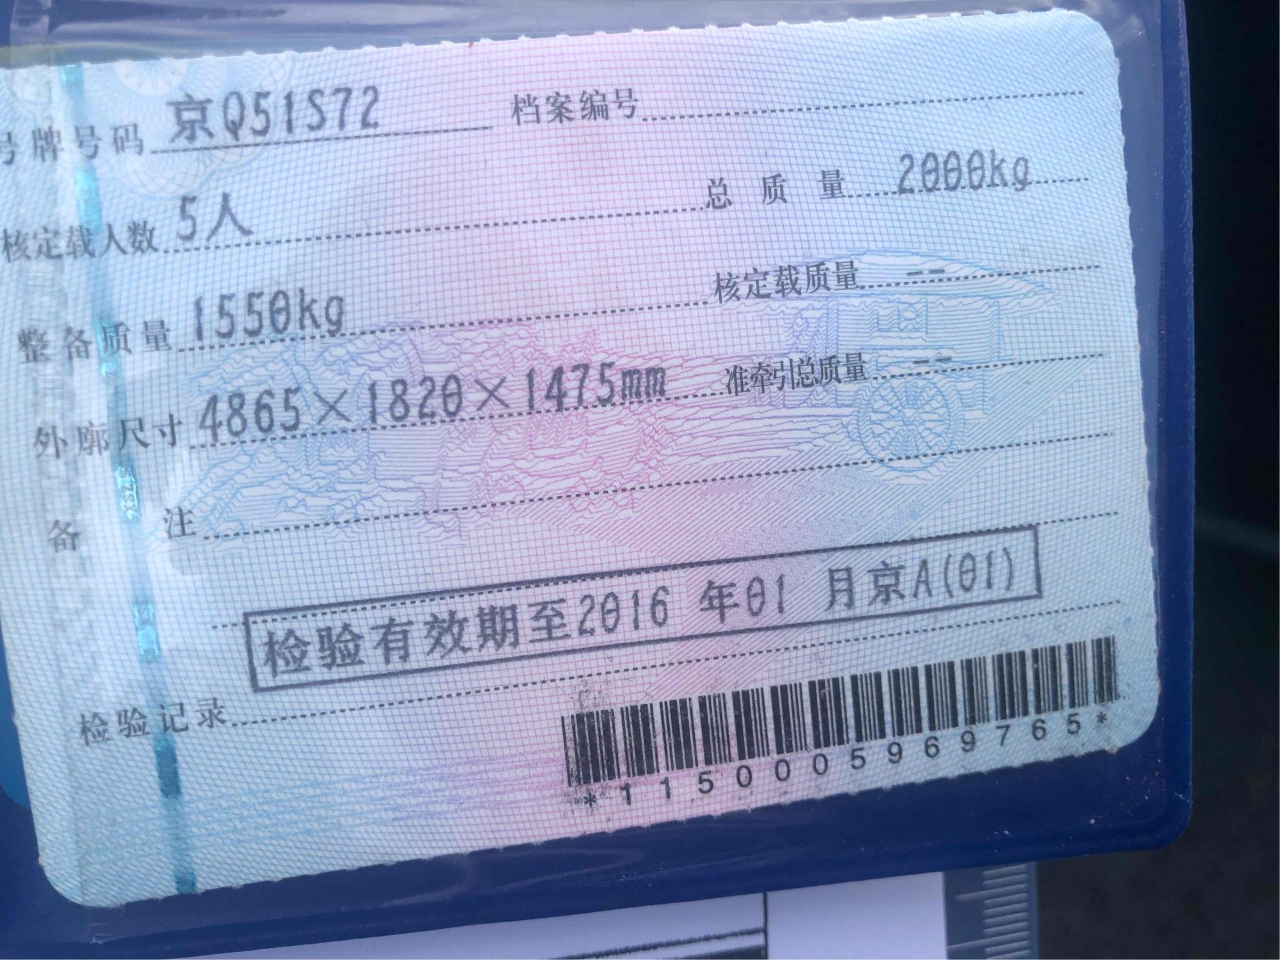 号牌号码 京Q51S72 档案编号
核定载人数 5人 总质量 2000kg
整备质量 1550kg 核定载质量 --
外廓尺寸 4865×1820×1475mm 准牵引总质量 --
备注
检验有效期至2016 年01 月京A(01)
检验记录
*1150005969765*